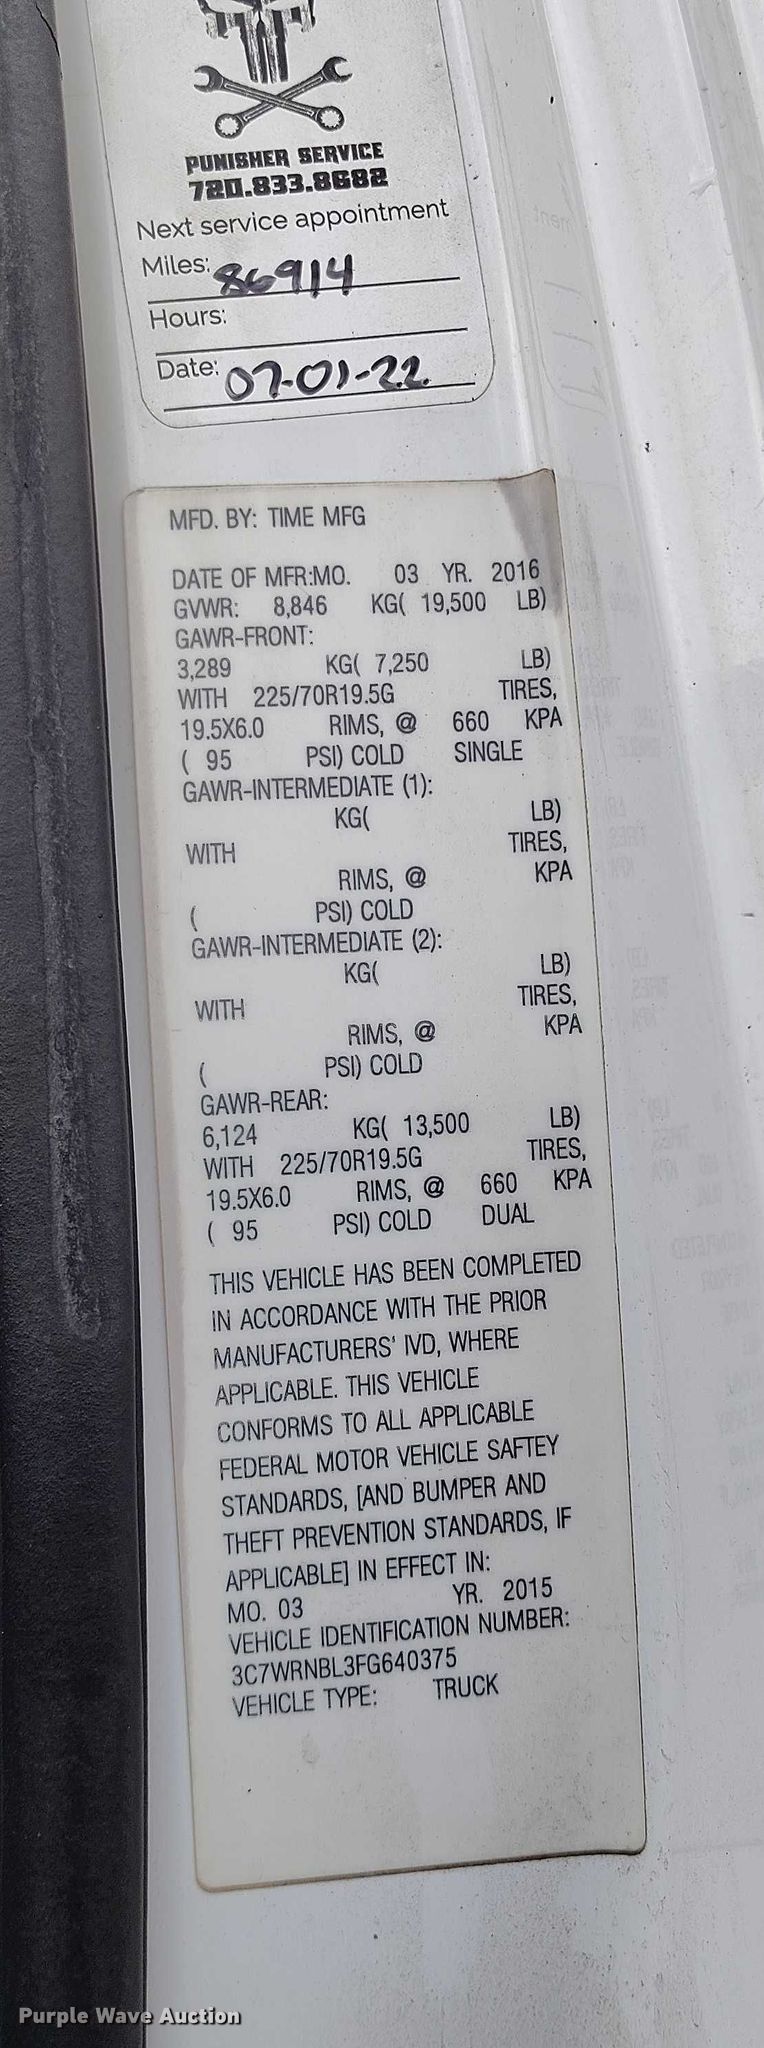 PUNISHER SERVICE
720.833.8682
Next service appointment
Miles: 86914
Hours:
Date: 07-01-22
MFD. BY: TIME MFG
DATE OF MFR:MO. 03 YR. 2016
GVWR: 8,846 KG( 19,500 LB)
GAWR-FRONT:
3,289 KG( 7,250 LB)
WITH 225/70R19.5G TIRES,
19.5X6.0 RIMS, @ 660 KPA
( 95 PSI) COLD SINGLE
GAWR-INTERMEDIATE (1):
KG( LB)
WITH TIRES,
RIMS, @ KPA
( PSI) COLD
GAWR-INTERMEDIATE (2):
KG( LB)
WITH TIRES,
RIMS, @ KPA
( PSI) COLD
GAWR-REAR:
6,124 KG( 13,500 LB)
WITH 225/70R19.5G TIRES,
19.5X6.0 RIMS, @ 660 KPA
( 95 PSI) COLD DUAL
THIS VEHICLE HAS BEEN COMPLETED
IN ACCORDANCE WITH THE PRIOR
MANUFACTURERS' IVD, WHERE
APPLICABLE. THIS VEHICLE
CONFORMS TO ALL APPLICABLE
FEDERAL MOTOR VEHICLE SAFTEY
STANDARDS, [AND BUMPER AND
THEFT PREVENTION STANDARDS, IF
APPLICABLE] IN EFFECT IN:
MO. 03 YR. 2015
VEHICLE IDENTIFICATION NUMBER:
3C7WRNBL3FG640375
VEHICLE TYPE: TRUCK
Purple Wave Auction